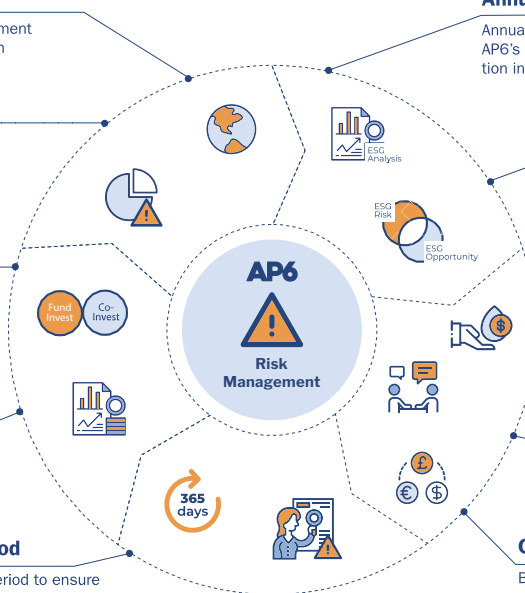 ment
Annua
AP6's
tion in
ESG
Analysis
ESG
Risk
ESG
Opportunity
AP6
Fund
Invest
Co-
Invest
$
Risk
Management
£
€
$
365
days
od
eriod to ensure